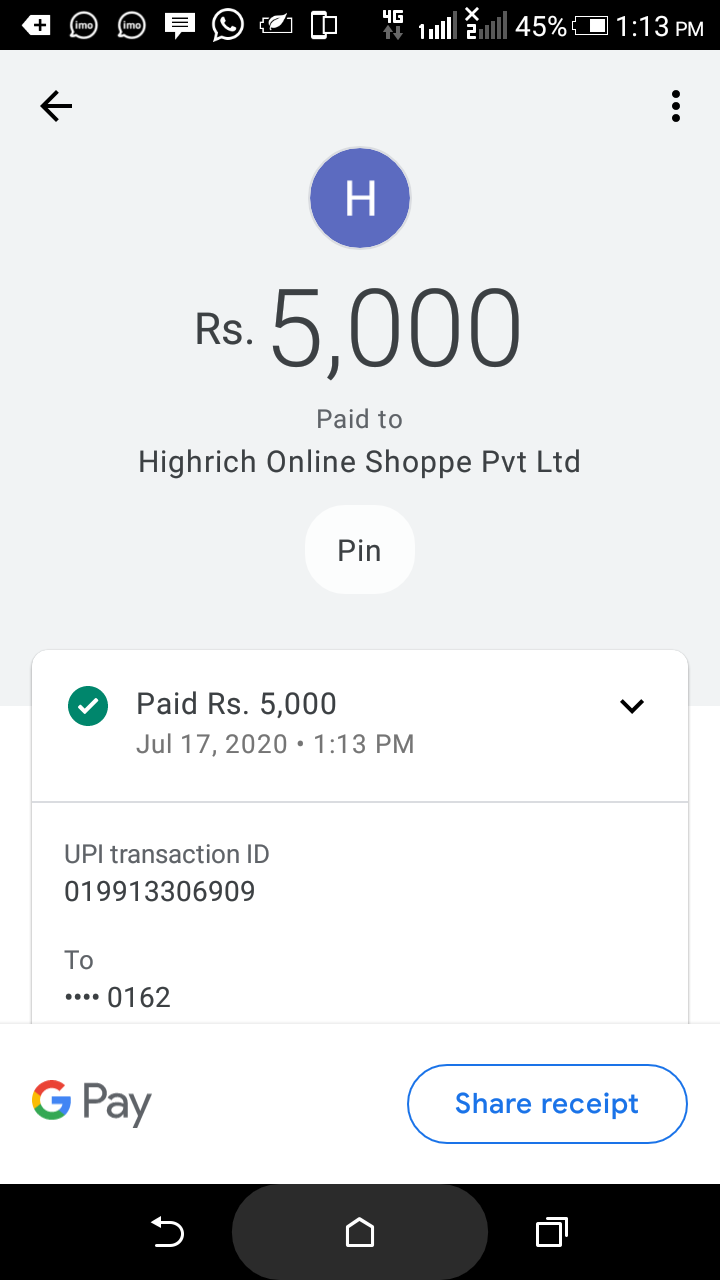 imo imo 4G 1 2 45% 1:13 PM
H
Rs. 5,000
Paid to
Highrich Online Shoppe Pvt Ltd
Pin
Paid Rs. 5,000
Jul 17, 2020 • 1:13 PM
UPI transaction ID
019913306909
To
•••• 0162
G Pay
Share receipt